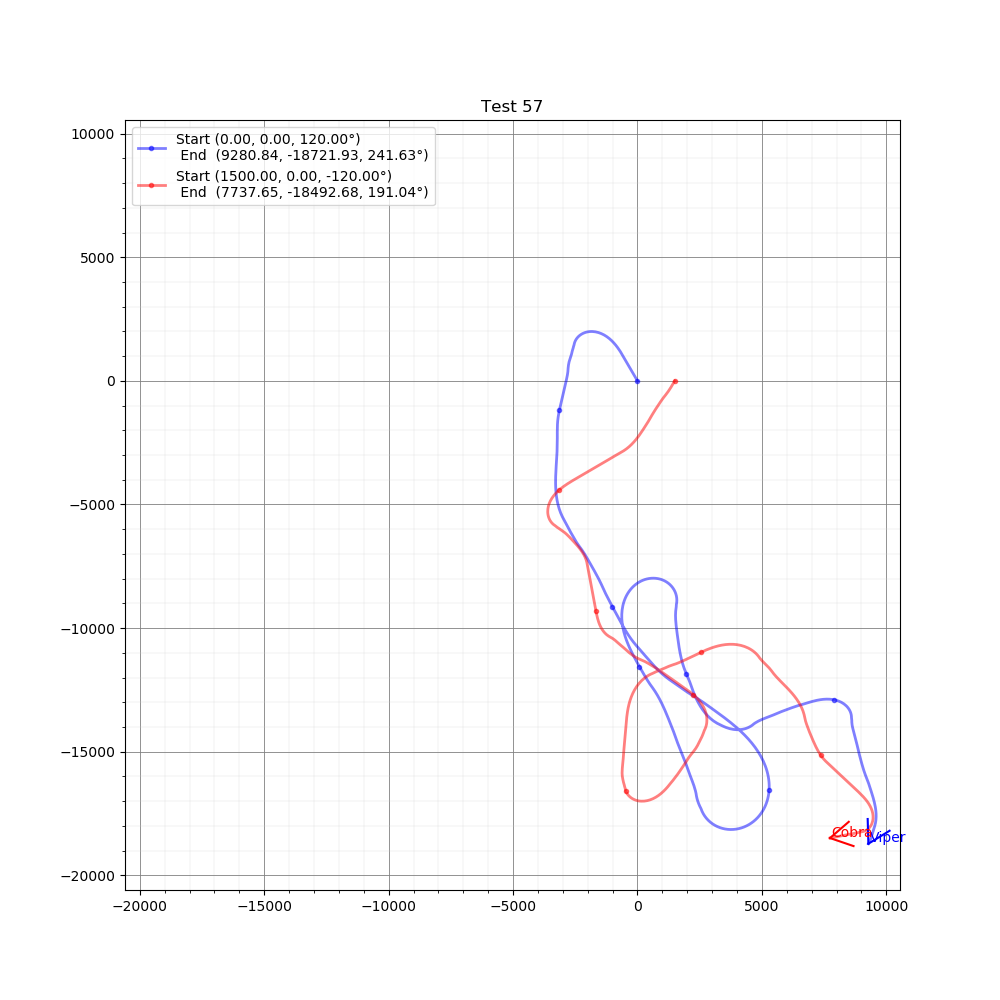 Test 57
Start (0.00, 0.00, 120.00°)
End (9280.84, -18721.93, 241.63°)
Start (1500.00, 0.00, -120.00°)
End (7737.65, -18492.68, 191.04°)
10000
5000
0
−5000
−10000
−15000
−20000
Cobra
Viper
−20000 −15000 −10000 −5000 0 5000 10000